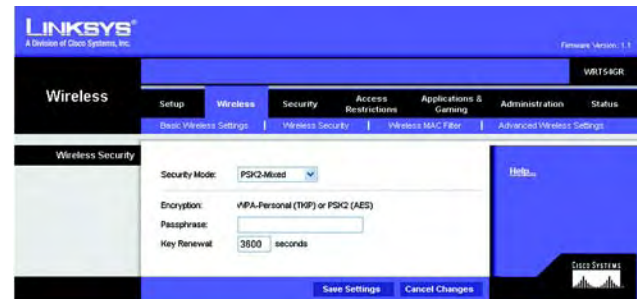 LINKSYS®
A Division of Cisco Systems, Inc.
Firmware Version: 1.1
WRT54GR
Wireless
Setup
Wireless
Security
Access Restrictions
Applications & Gaming
Administration
Status
Basic Wireless Settings | Wireless Security | Wireless MAC Filter | Advanced Wireless Settings
Wireless Security
Security Mode: PSK2-Mixed
Help...
Encryption: WPA-Personal (TKIP) or PSK2 (AES)
Passphrase:
Key Renewal 3600 seconds
CISCO SYSTEMS
Save Settings
Cancel Changes